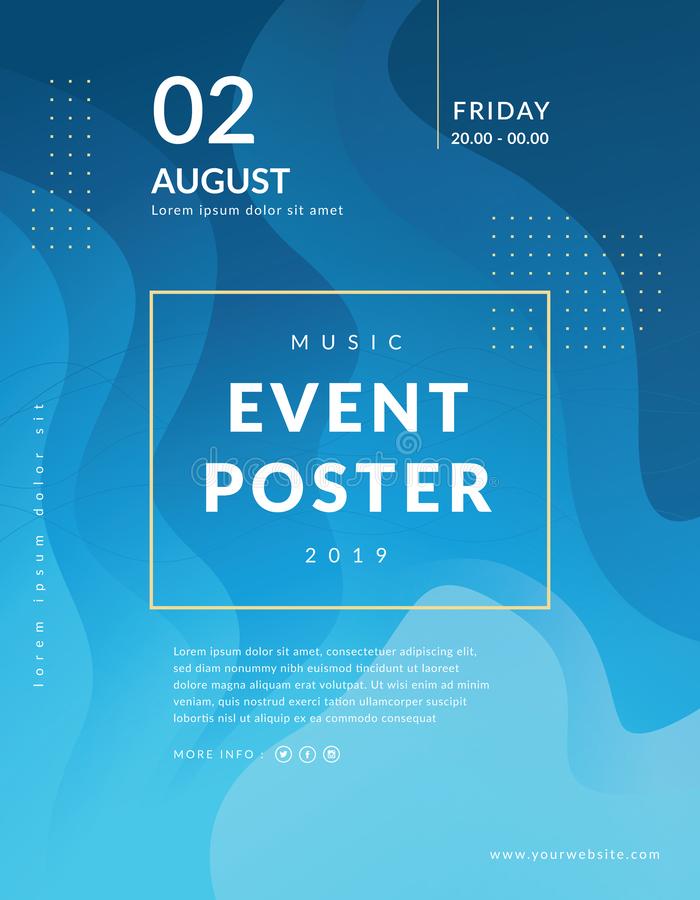 02
AUGUST
Lorem ipsum dolor sit amet
FRIDAY
20.00 - 00.00
MUSIC
EVENT
POSTER
2019
lorem ipsum dolor sit
Lorem ipsum dolor sit amet, consectetuer adipiscing elit,
sed diam nonummy nibh euismod tincidunt ut laoreet
dolore magna aliquam erat volutpat. Ut wisi enim ad minim
veniam, quis nostrud exerci tation ullamcorper suscipit
lobortis nisl ut aliquip ex ea commodo consequat
MORE INFO :
www.yourwebsite.com
dreamstime®